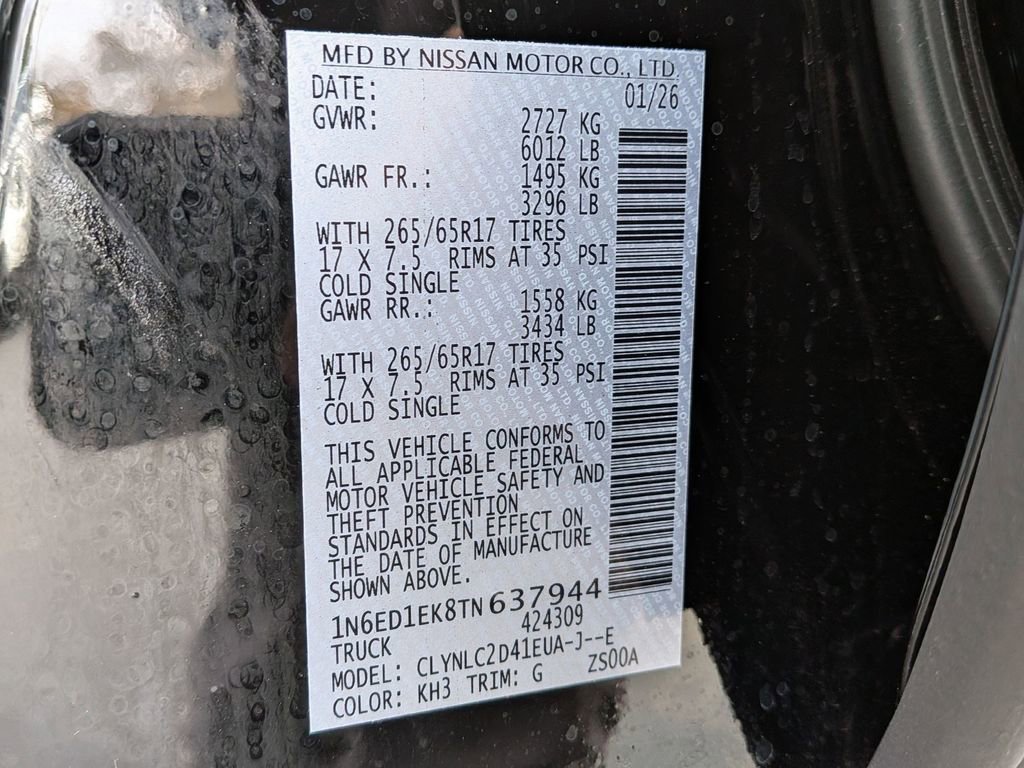 MFD BY NISSAN MOTOR CO., LTD.
DATE: 01/26
GVWR: 2727 KG
6012 LB
GAWR FR.: 1495 KG
3296 LB
WITH 265/65R17 TIRES
17 X 7.5 RIMS AT 35 PSI
COLD SINGLE
GAWR RR.: 1558 KG
3434 LB
WITH 265/65R17 TIRES
17 X 7.5 RIMS AT 35 PSI
COLD SINGLE
THIS VEHICLE CONFORMS TO
ALL APPLICABLE FEDERAL
MOTOR VEHICLE SAFETY AND
THEFT PREVENTION
STANDARDS IN EFFECT ON
THE DATE OF MANUFACTURE
SHOWN ABOVE.
1N6ED1EK8TN637944
TRUCK 424309
MODEL: CLYNLC2D41EUA-J--E
COLOR: KH3 TRIM: G ZS00A